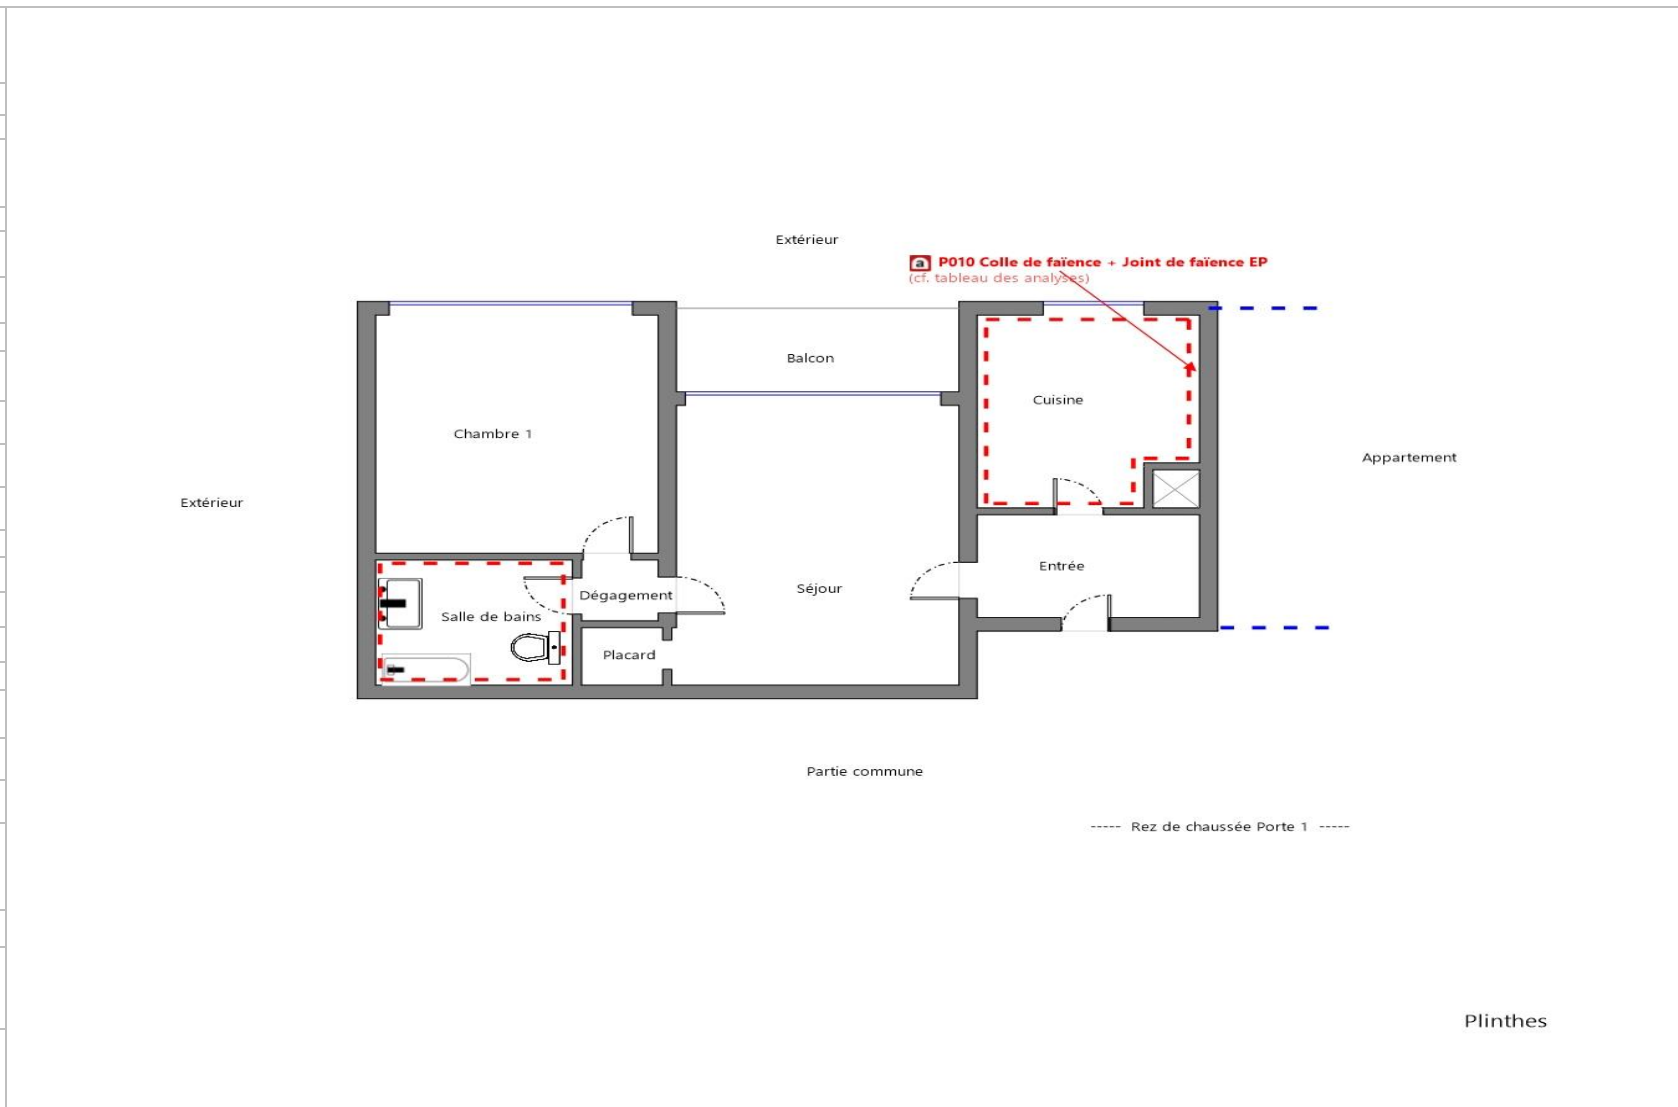 Extérieur
a P010 Colle de faïence + Joint de faïence EP
(cf. tableau des analyses)
Balcon
Cuisine
Chambre 1
Appartement
Extérieur
Entrée
Séjour
Dégagement
Salle de bains
Placard
Partie commune
----- Rez de chaussée Porte 1 -----
Plinthes